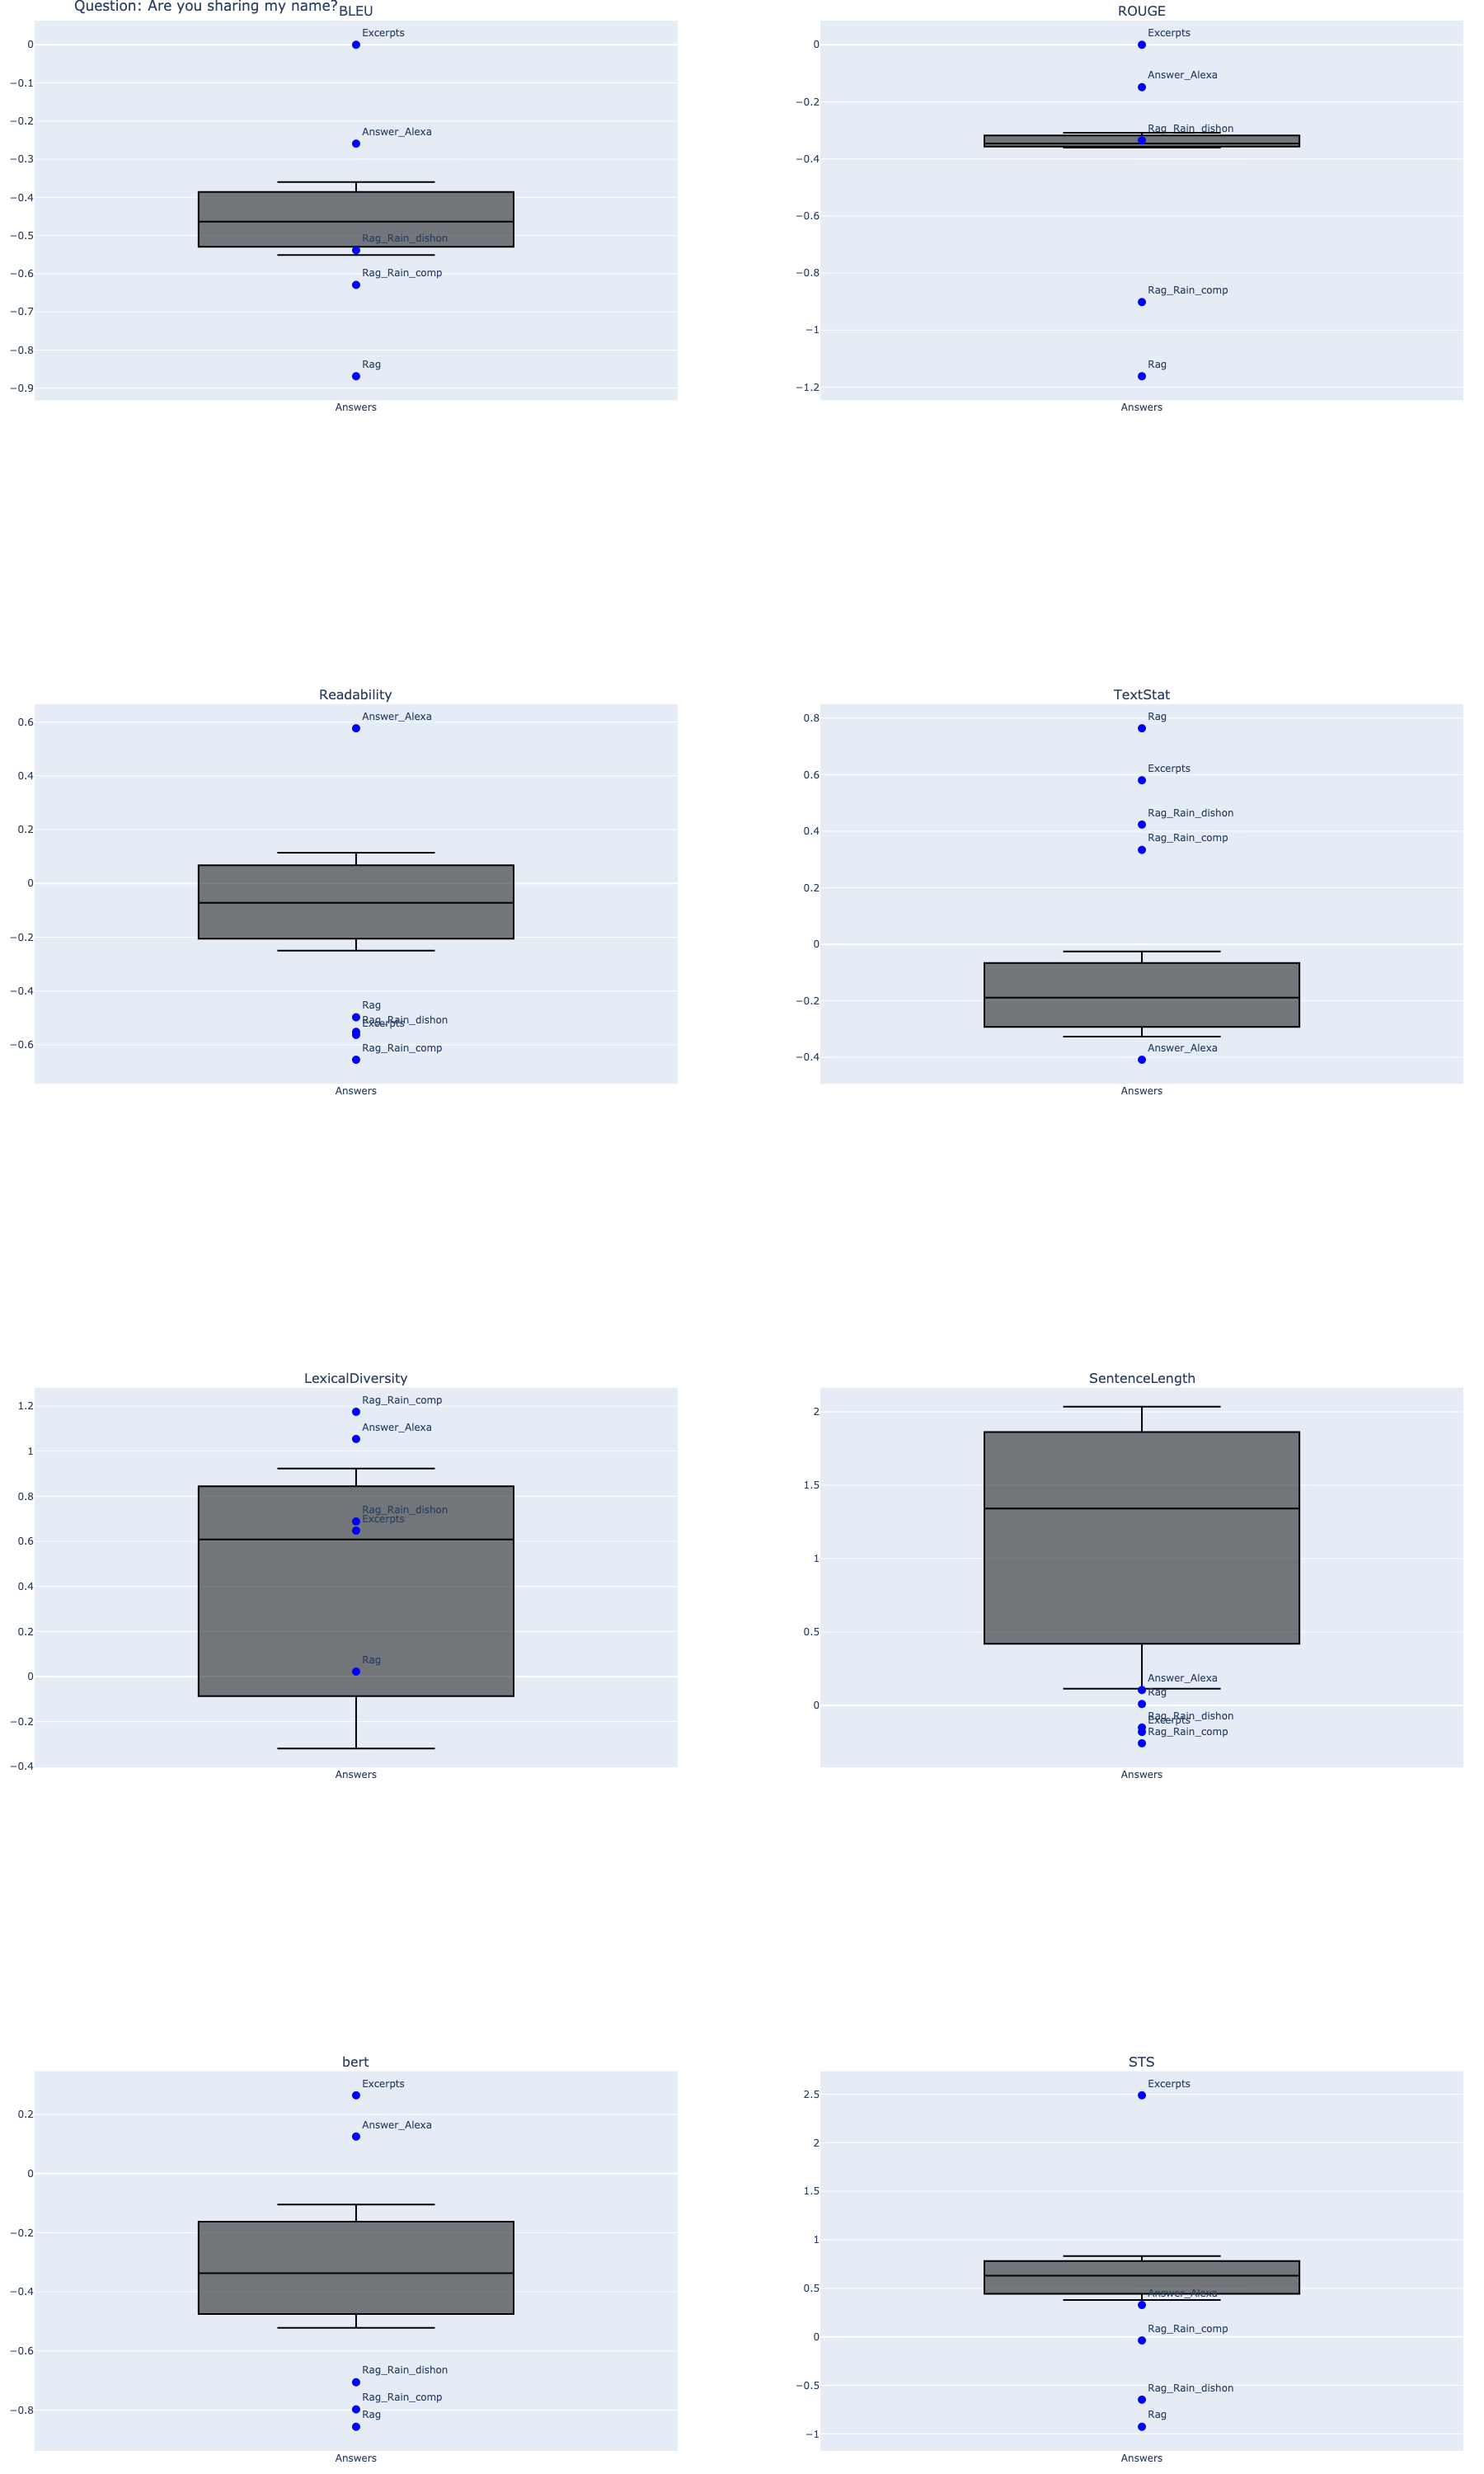 Question: Are you sharing my name?
BLEU
Excerpts
0
−0.1
−0.2
Answer_Alexa
−0.3
−0.4
−0.5
Rag_Rain_dishon
−0.6
Rag_Rain_comp
−0.7
−0.8
Rag
−0.9
Answers
ROUGE
Excerpts
0
Answer_Alexa
−0.2
Rag_Rain_dishon
−0.4
−0.6
−0.8
Rag_Rain_comp
−1
Rag
−1.2
Answers
Readability
0.6
Answer_Alexa
0.4
0.2
0
−0.2
−0.4
Rag
Rag_Rain_dishon
Excerpts
−0.6
Rag_Rain_comp
Answers
TextStat
0.8
Rag
0.6
Excerpts
Rag_Rain_dishon
0.4
Rag_Rain_comp
0.2
0
−0.2
−0.4
Answer_Alexa
Answers
LexicalDiversity
1.2
Rag_Rain_comp
Answer_Alexa
1
0.8
Rag_Rain_dishon
Excerpts
0.6
0.4
0.2
Rag
0
−0.2
−0.4
Answers
SentenceLength
2
1.5
1
0.5
Answer_Alexa
Rag
0
Rag_Rain_dishon
Excerpts
Rag_Rain_comp
Answers
bert
Excerpts
0.2
Answer_Alexa
0
−0.2
−0.4
−0.6
Rag_Rain_dishon
Rag_Rain_comp
−0.8
Rag
Answers
STS
Excerpts
2.5
2
1.5
1
0.5
Answer_Alexa
Rag_Rain_comp
0
−0.5
Rag_Rain_dishon
Rag
−1
Answers